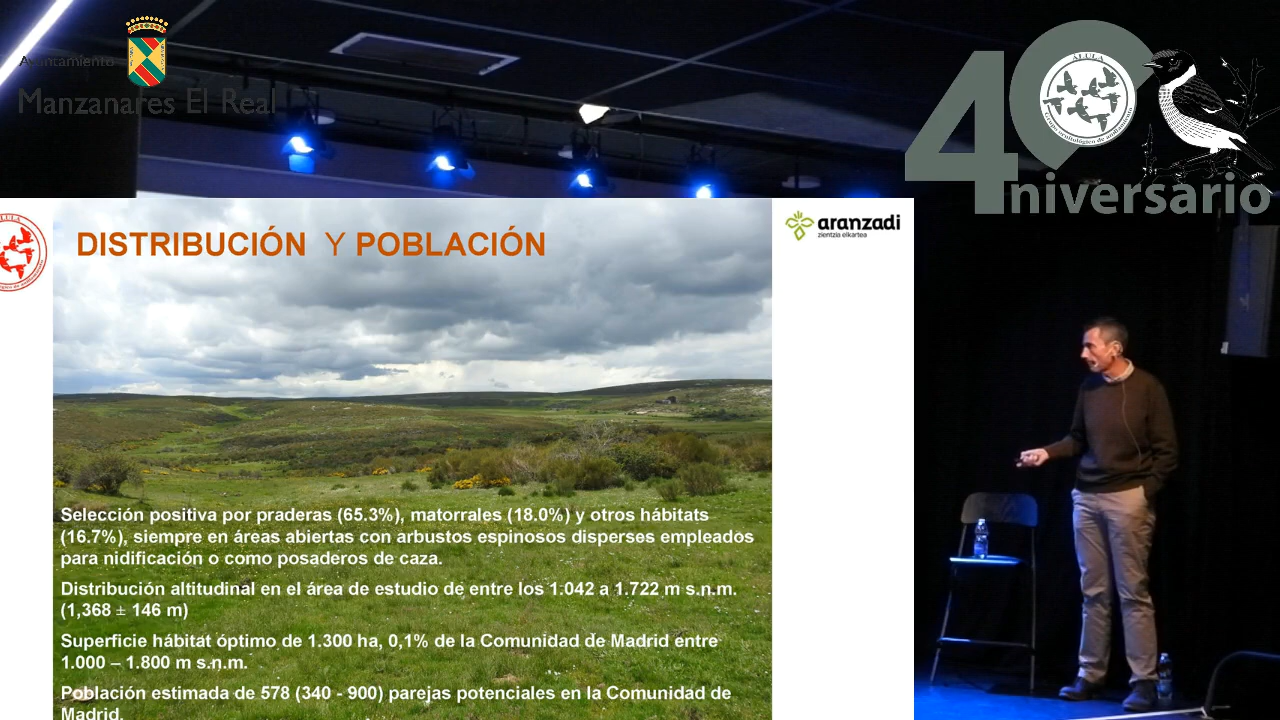 Ayuntamiento
Manzanares El Real
40
ALULA
niversario
DISTRIBUCIÓN Y POBLACIÓN
aranzadi
zientzia elkartea
Selección positiva por praderas (65.3%), matorrales (18.0%) y otros hábitats
(16.7%), siempre en áreas abiertas con arbustos espinosos disperses empleados
para nidificación o como posaderos de caza.
Distribución altitudinal en el área de estudio de entre los 1.042 a 1.722 m s.n.m.
(1,368 ± 146 m)
Superficie hábitat óptimo de 1.300 ha, 0,1% de la Comunidad de Madrid entre
1.000 – 1.800 m s.n.m.
Población estimada de 578 (340 - 900) parejas potenciales en la Comunidad de
Madrid.